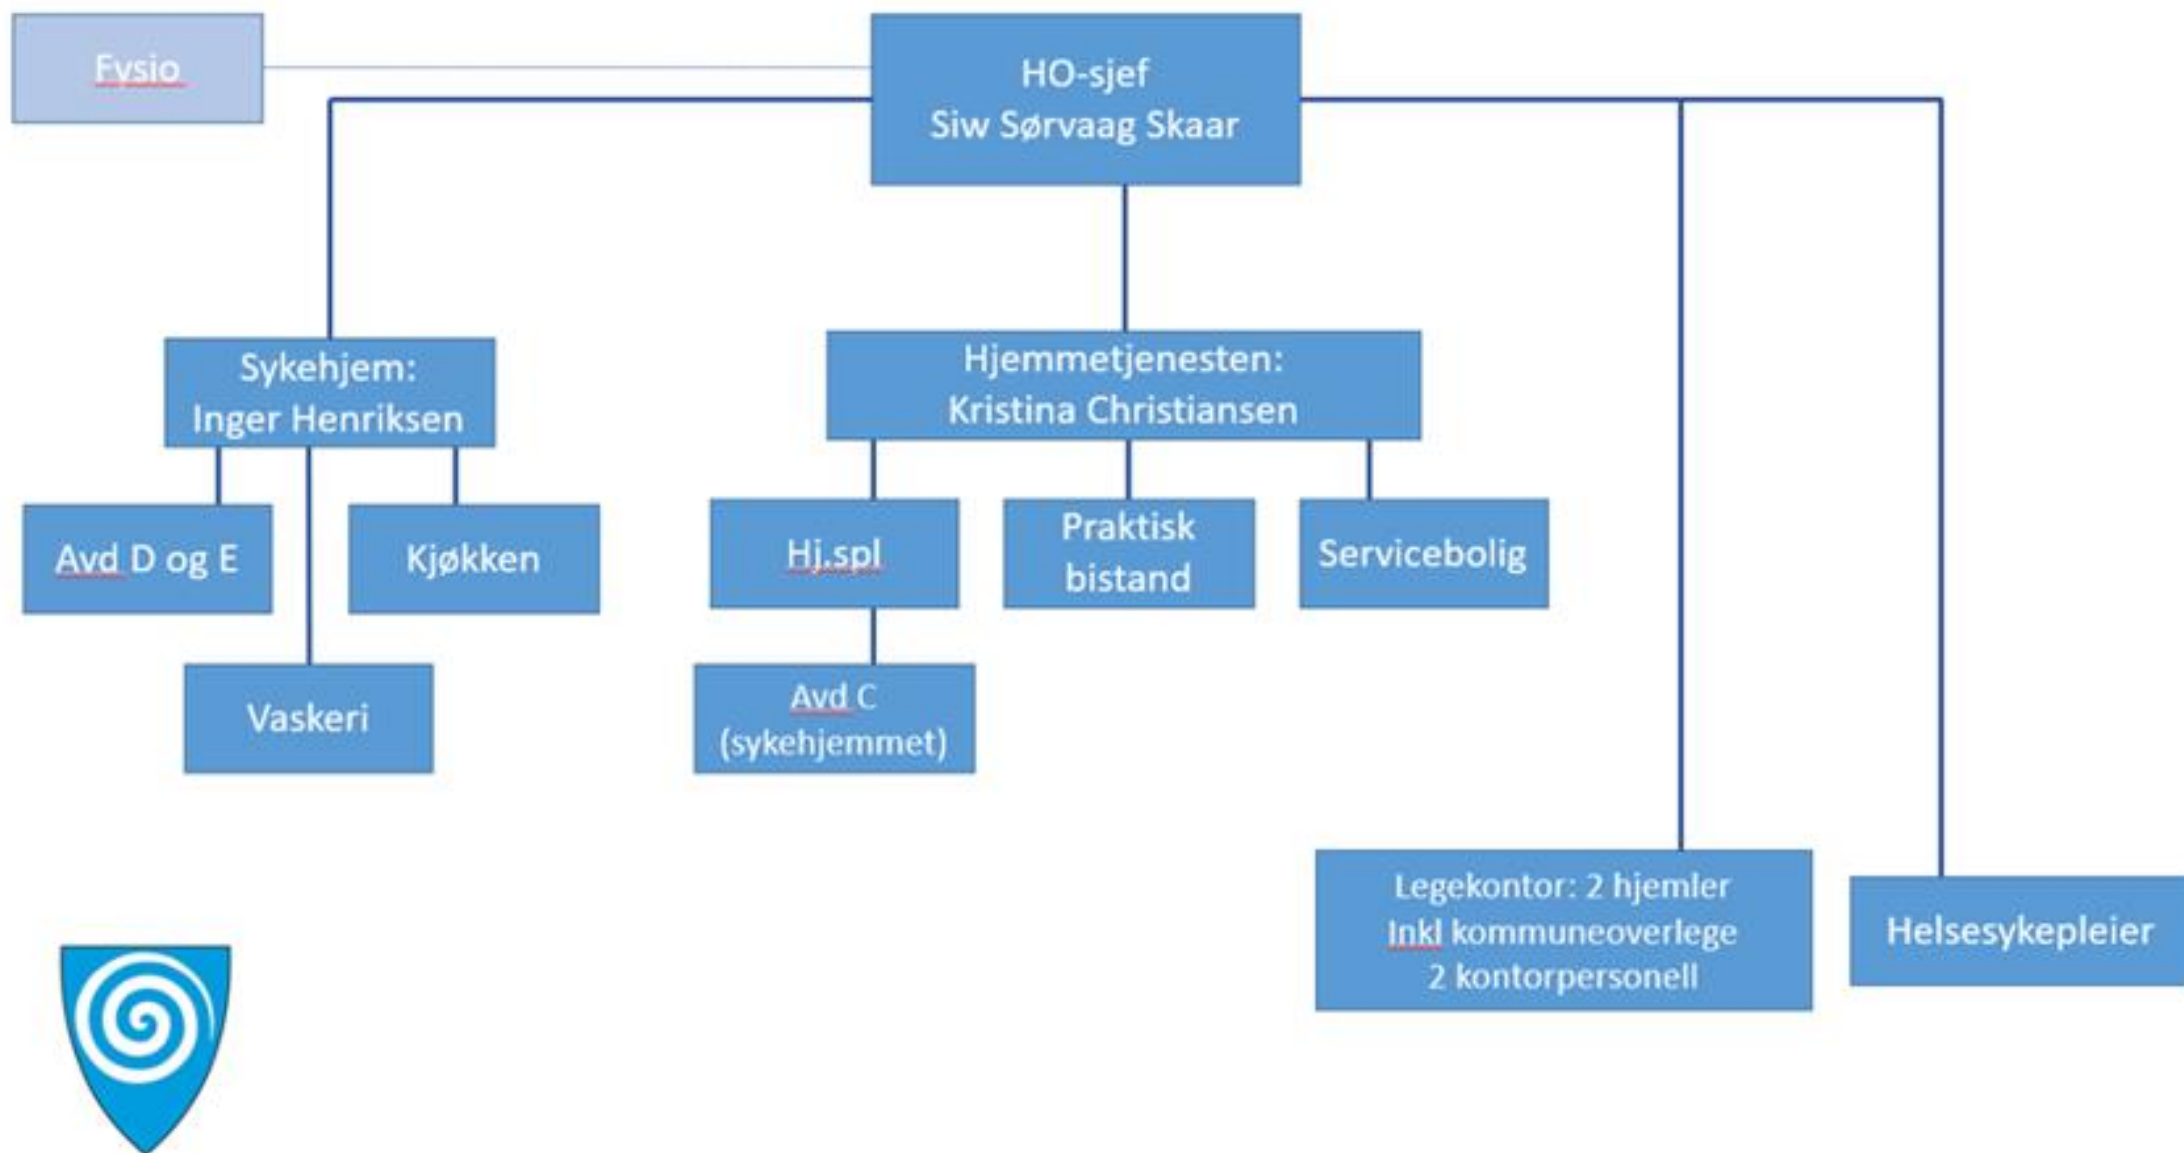 Fysio
HO-sjef
Siw Sørvaag Skaar
Sykehjem:
Inger Henriksen
Hjemmetjenesten:
Kristina Christiansen
Avd D og E
Kjøkken
Vaskeri
Hj.spl
Praktisk
bistand
Servicebolig
Avd C
(sykehjemmet)
Legekontor: 2 hjemler
Inkl kommuneoverlege
2 kontorpersonell
Helsesykepleier